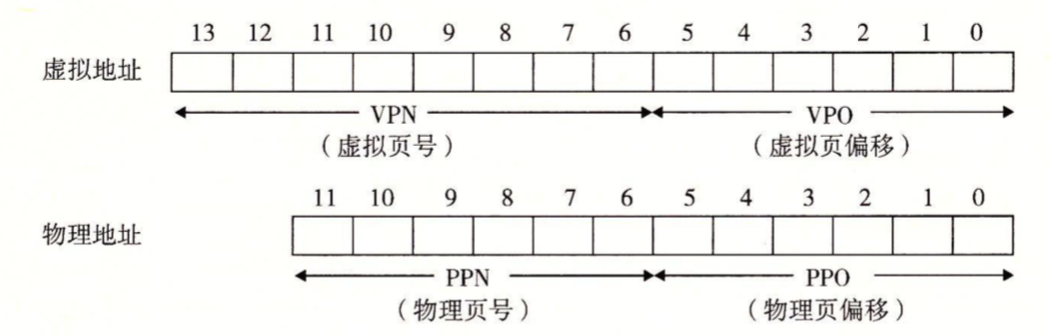 13 12 11 10 9 8 7 6 5 4 3 2 1 0
虚拟地址
VPN VPO
（虚拟页号） （虚拟页偏移）
11 10 9 8 7 6 5 4 3 2 1 0
物理地址
PPN PPO
（物理页号） （物理页偏移）